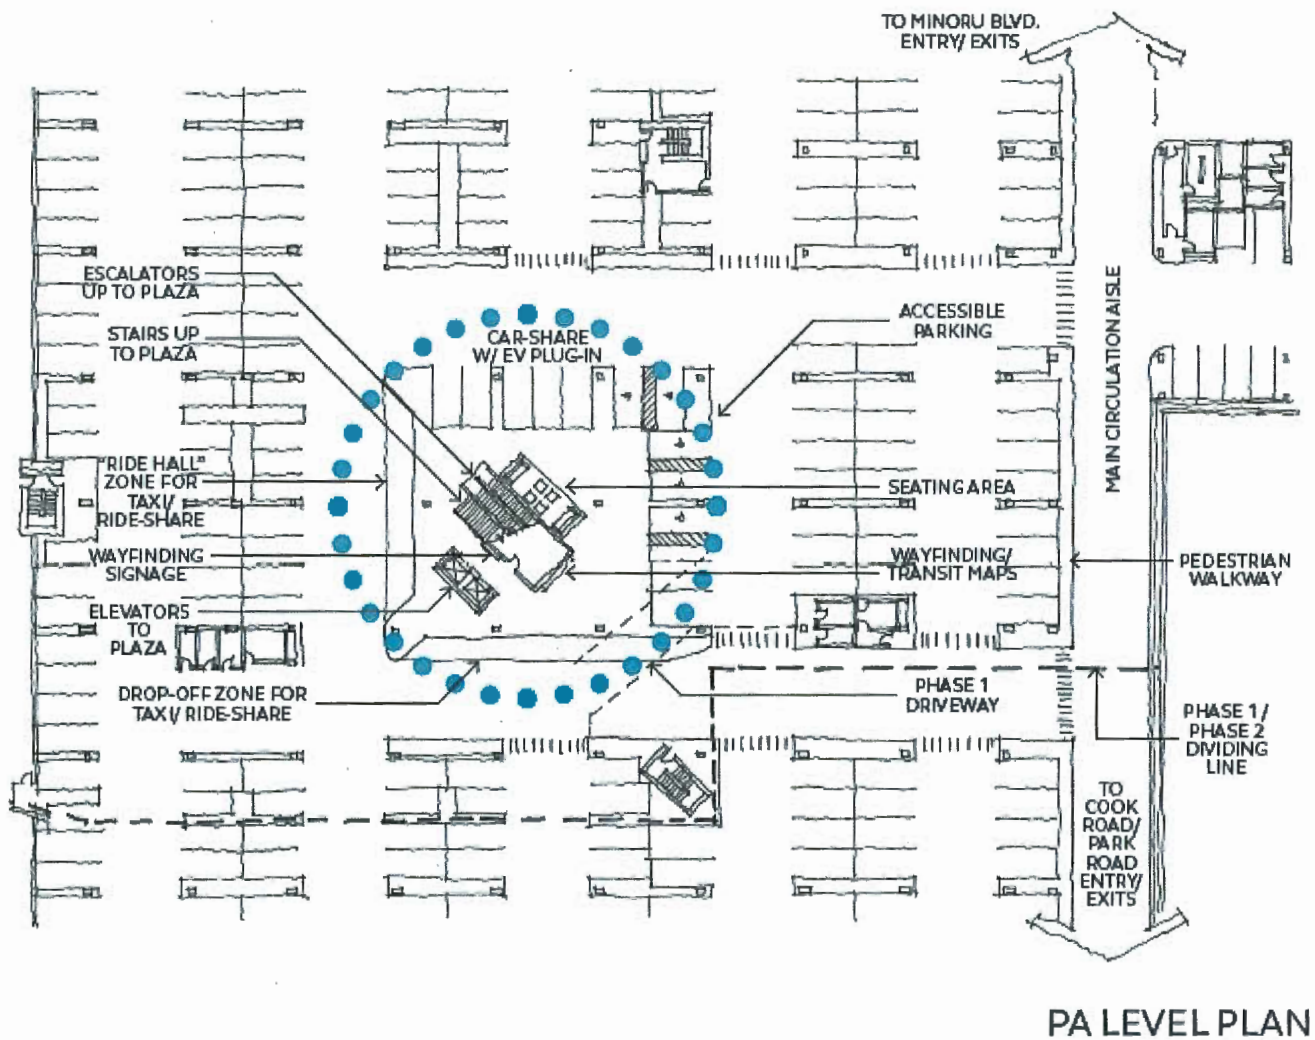 TO MINORU BLVD.
ENTRY/ EXITS
ESCALATORS
UP TO PLAZA
STAIRS UP
TO PLAZA
CAR-SHARE
W/ EV PLUG-IN
ACCESSIBLE
PARKING
MAIN CIRCULATION AISLE
"RIDE HALL"
ZONE FOR
TAXI/
RIDE-SHARE
SEATING AREA
WAYFINDING
SIGNAGE
WAYFINDING/
TRANSIT MAPS
PEDESTRIAN
WALKWAY
ELEVATORS
TO
PLAZA
DROP-OFF ZONE FOR
TAXI/ RIDE-SHARE
PHASE 1
DRIVEWAY
PHASE 1 /
PHASE 2
DIVIDING
LINE
TO
COOK
ROAD/
PARK
ROAD
ENTRY/
EXITS
PA LEVEL PLAN